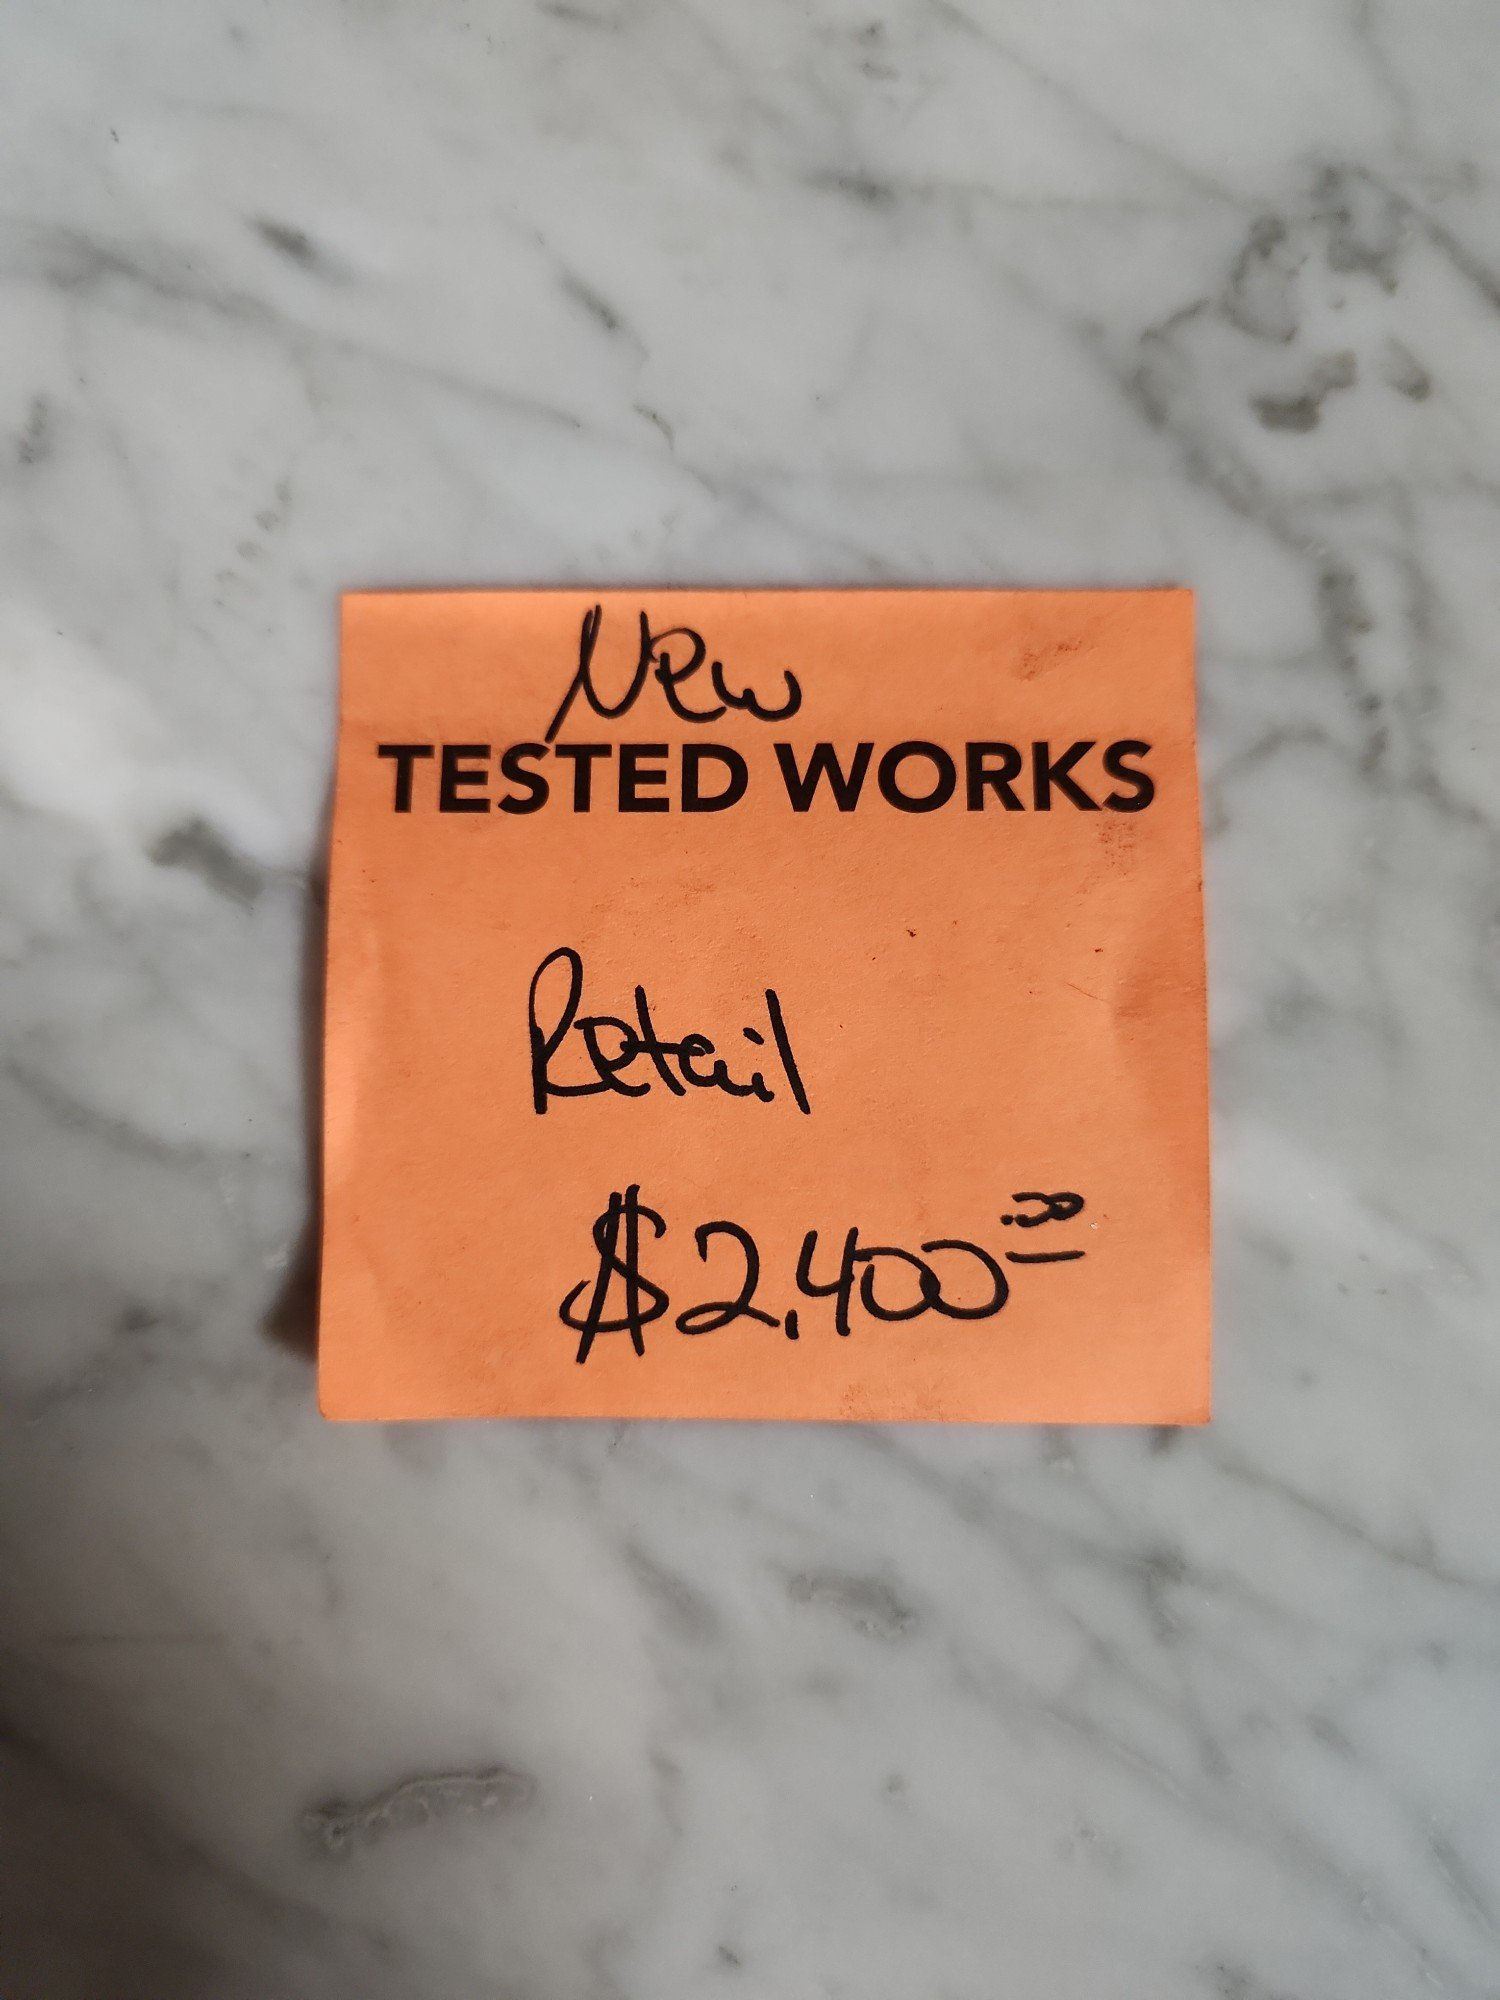 New
TESTED WORKS
Retail
$2,400.00